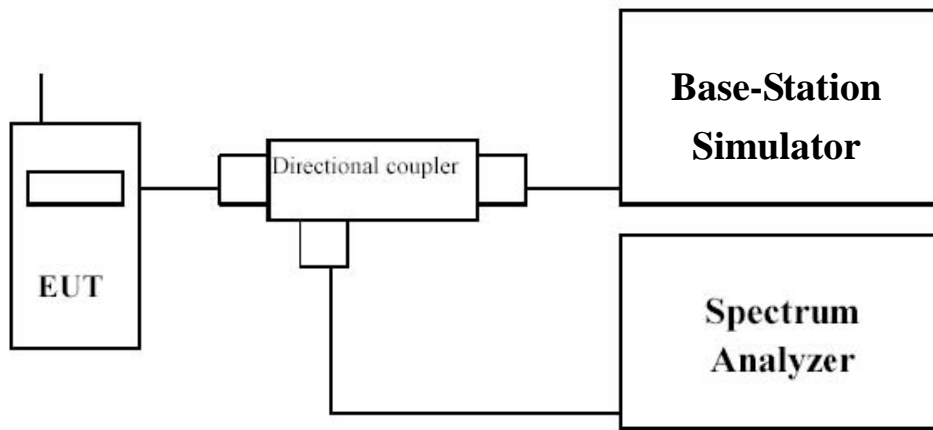 Base-Station
Simulator
Directional coupler
EUT
Spectrum
Analyzer